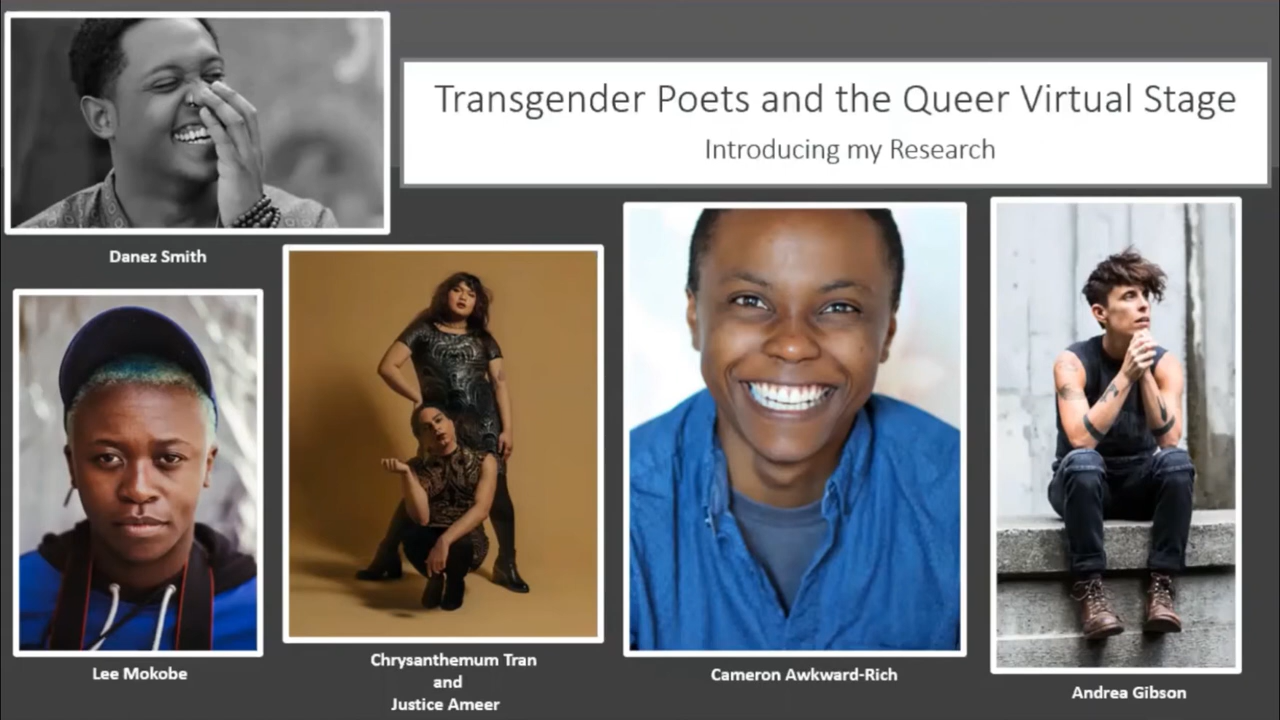 Transgender Poets and the Queer Virtual Stage
Introducing my Research
Danez Smith
Lee Mokobe
Chrysanthemum Tran
and
Justice Ameer
Cameron Awkward-Rich
Andrea Gibson